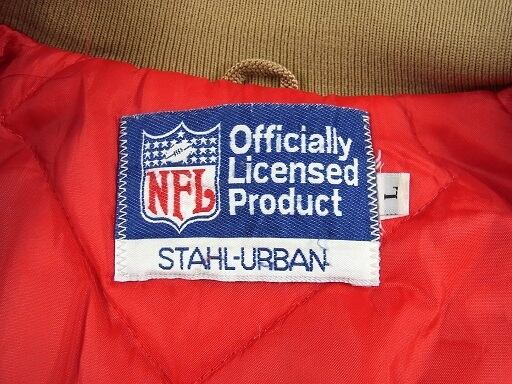 NFL
Officially
Licensed
Product
L
STAHL-URBAN